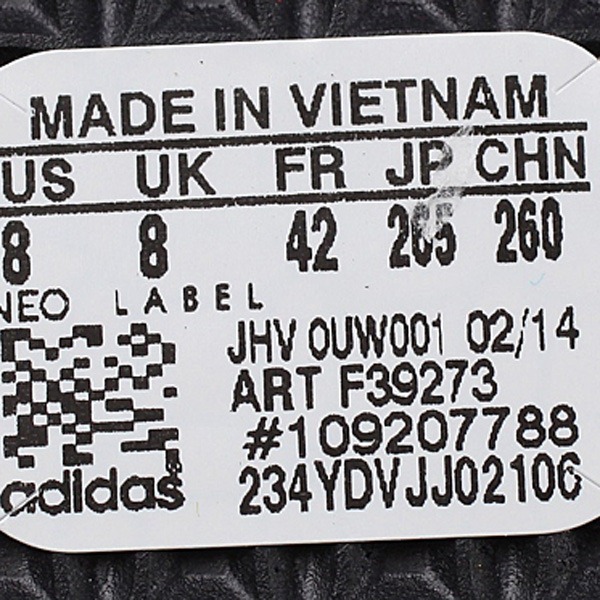 MADE IN VIETNAM
US UK FR JP CHN
8 8 42 265 260
NEO LABEL
JHV OUW001 02/14
ART F39273
#109207788
234YDVJJ02106
adidas